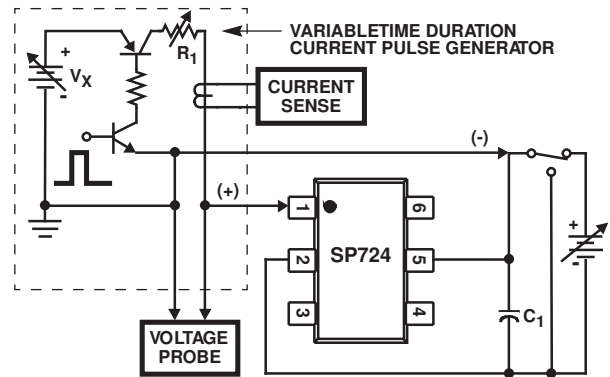 VARIABLETIME DURATION
CURRENT PULSE GENERATOR
+
VX
-
R1
CURRENT
SENSE
(-)
(+)
1
2
3
SP724
6
5
4
+
-
C1
VOLTAGE
PROBE